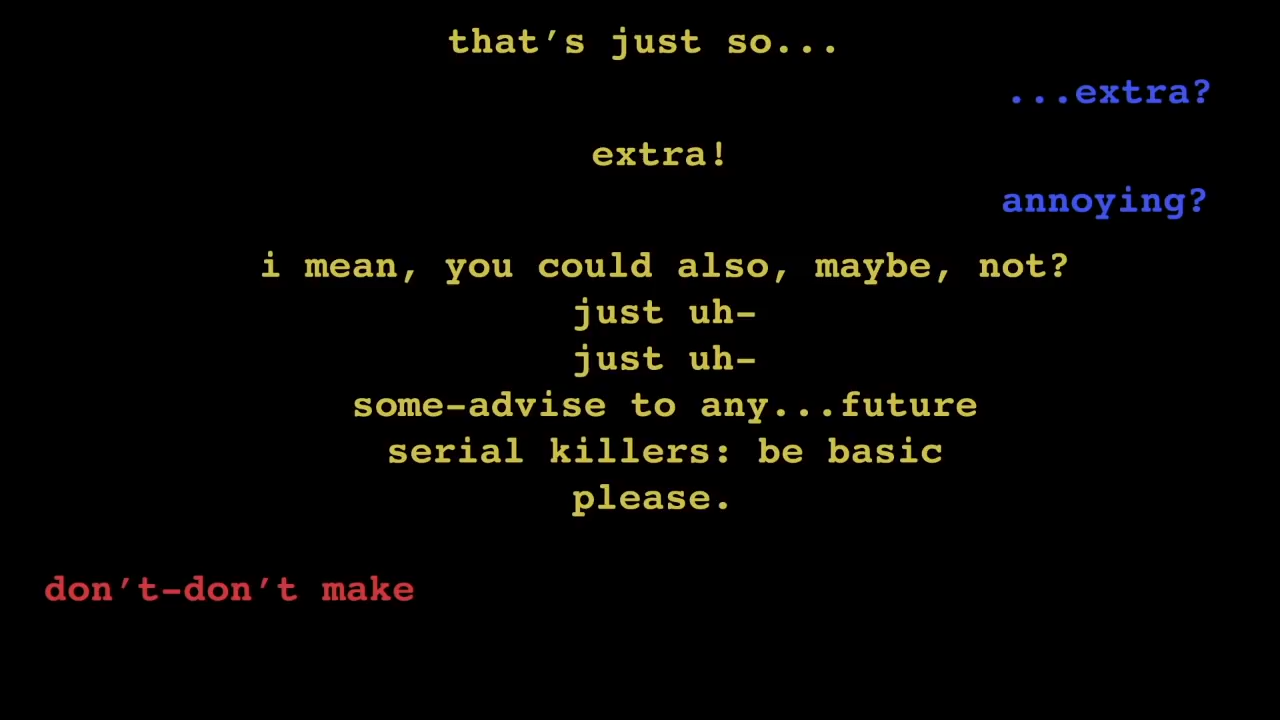 that’s just so...
...extra?
extra!
annoying?
i mean, you could also, maybe, not?
just uh-
just uh-
some-advise to any...future
serial killers: be basic
please.
don’t-don’t make